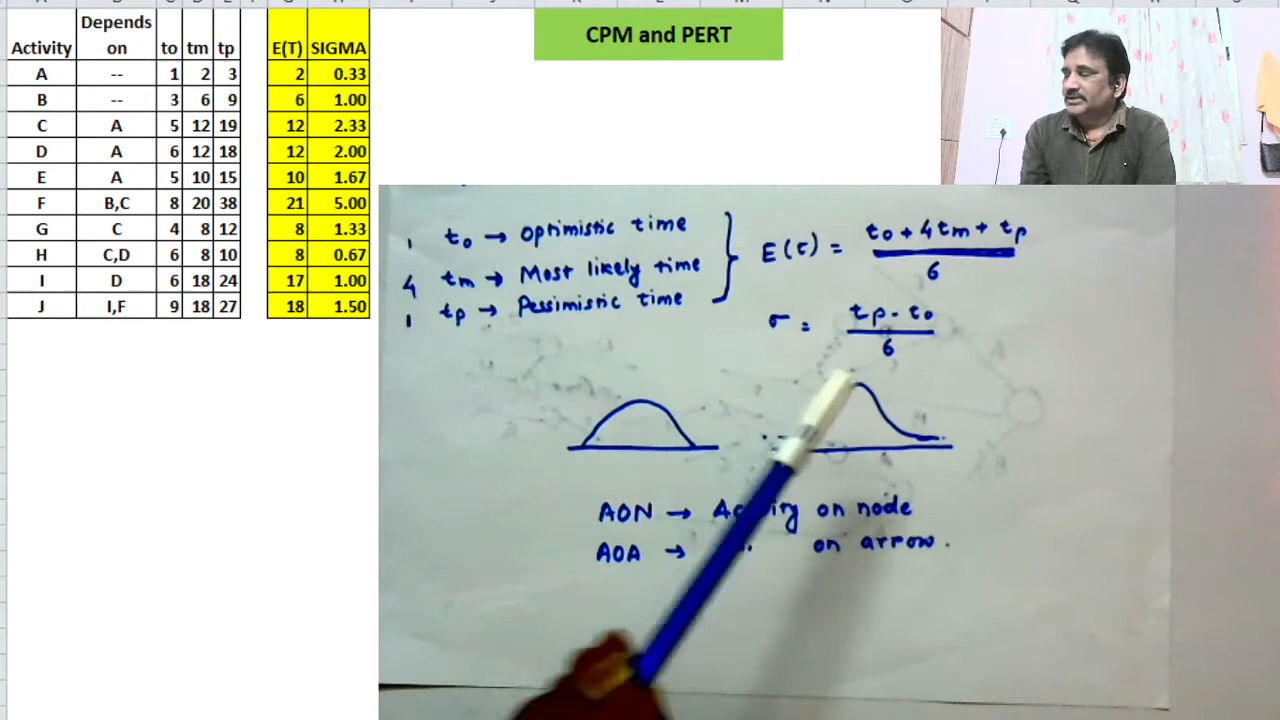 CPM and PERT
Activity Depends on to tm tp E(T) SIGMA
A -- 1 2 3 2 0.33
B -- 3 6 9 6 1.00
C A 5 12 19 12 2.33
D A 6 12 18 12 2.00
E A 5 10 15 10 1.67
F B,C 8 20 38 21 5.00
G C 4 8 12 8 1.33
H C,D 6 8 10 8 0.67
I D 6 18 24 17 1.00
J I,F 9 18 27 18 1.50
1 to → Optimistic time
4 tm → Most likely time
1 tp → Pessimistic time
E(t) = to + 4tm + tp
6
σ = tp - to
6
AON → on node
AOA → on arrow.